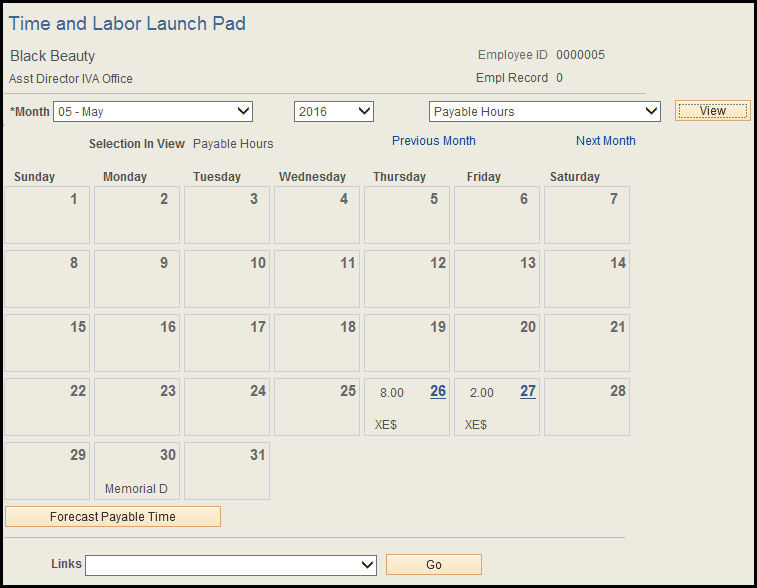 Time and Labor Launch Pad
Black Beauty
Employee ID 0000005
Asst Director IVA Office
Empl Record 0
*Month 05 - May 2016 Payable Hours View
Selection In View Payable Hours Previous Month Next Month
Sunday Monday Tuesday Wednesday Thursday Friday Saturday
1 2 3 4 5 6 7
8 9 10 11 12 13 14
15 16 17 18 19 20 21
22 23 24 25 8.00 26 2.00 27 28
XE$ XE$
29 30 31
Memorial D
Forecast Payable Time
Links Go